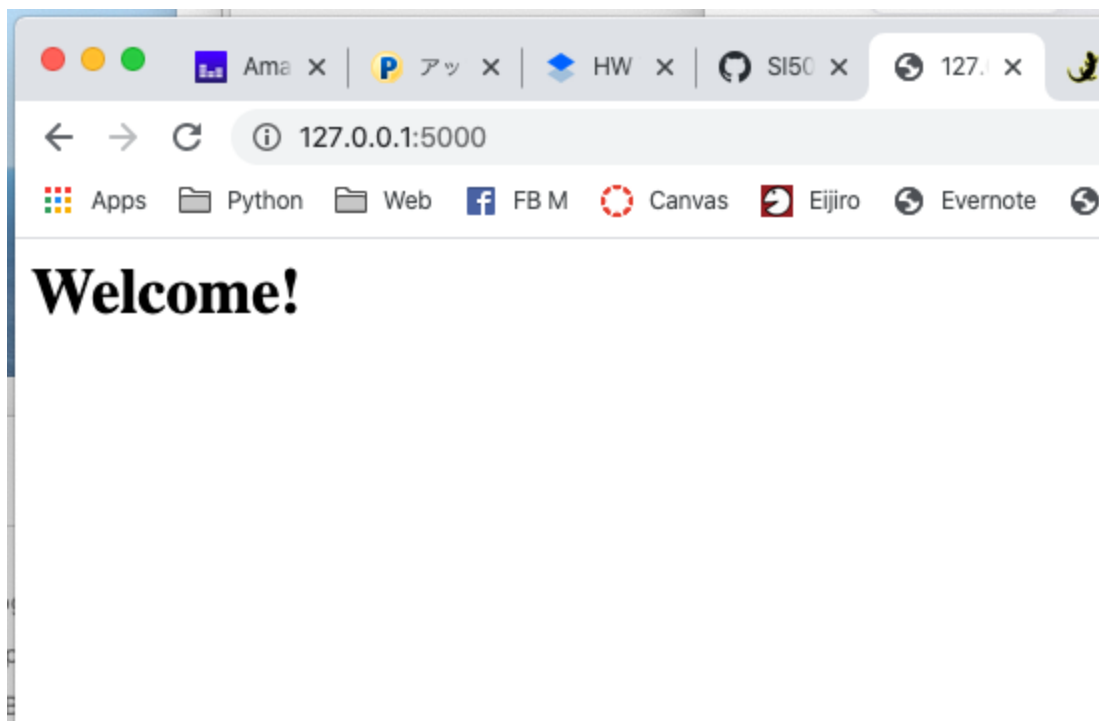 Ama アッ HW SI50 127.
127.0.0.1:5000
Apps Python Web FB M Canvas Eijiro Evernote
Welcome!